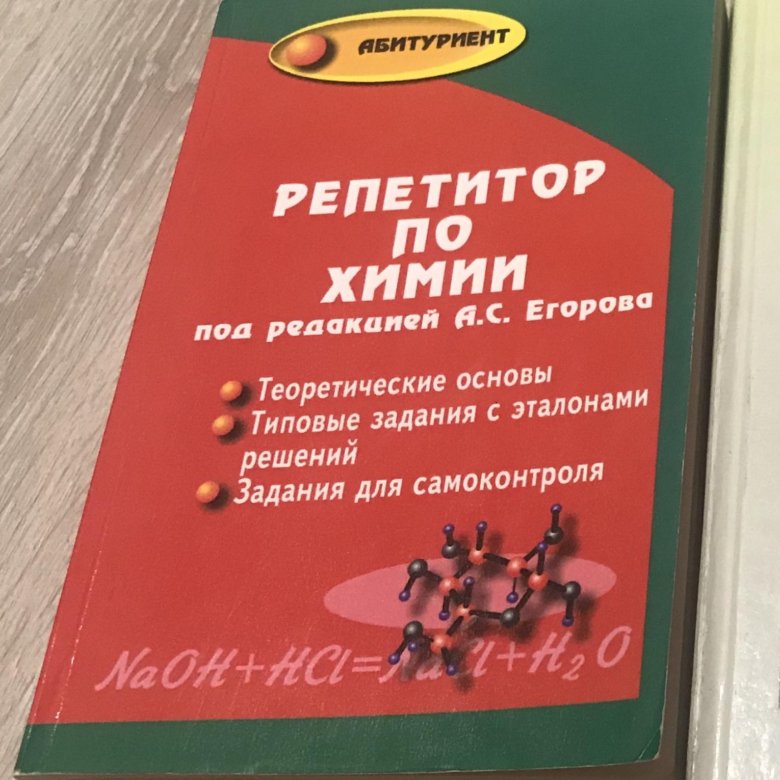 АБИТУРИЕНТ
РЕПЕТИТОР
ПО
ХИМИИ
под редакцией А.С. Егорова
Теоретические основы
Типовые задания с эталонами
решений
Задания для самоконтроля
NaOH+HCl=NaCl+H₂O